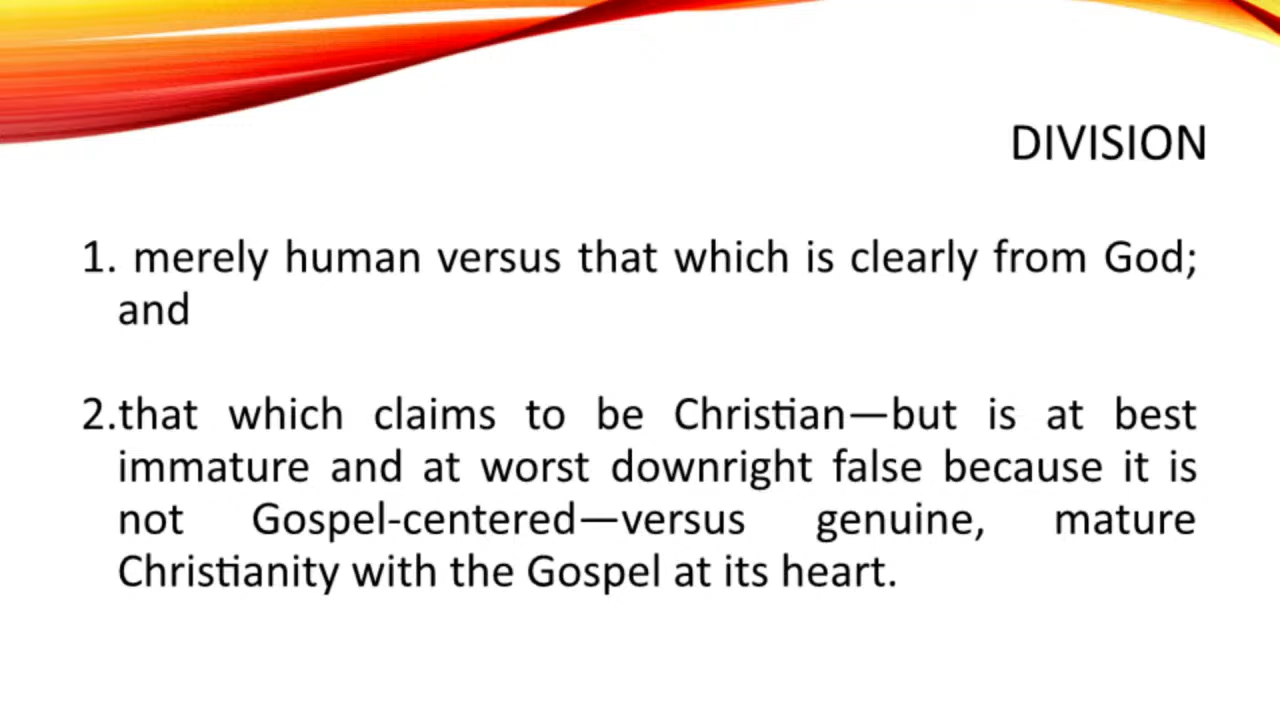 DIVISION
1. merely human versus that which is clearly from God;
and
2.that which claims to be Christian—but is at best
immature and at worst downright false because it is
not Gospel-centered—versus genuine, mature
Christianity with the Gospel at its heart.